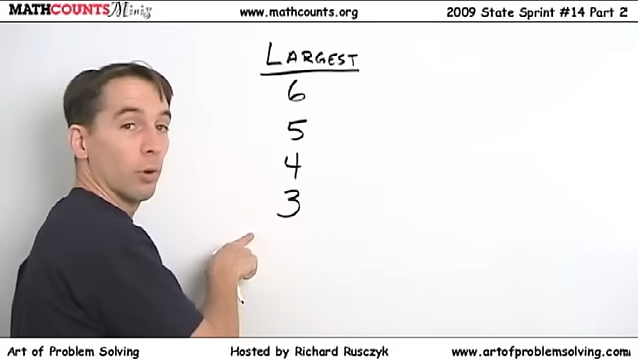 MATHCOUNTS Minis www.mathcounts.org 2009 State Sprint #14 Part 2
LARGEST
6
5
4
3
Art of Problem Solving Hosted by Richard Rusczyk www.artofproblemsolving.com/